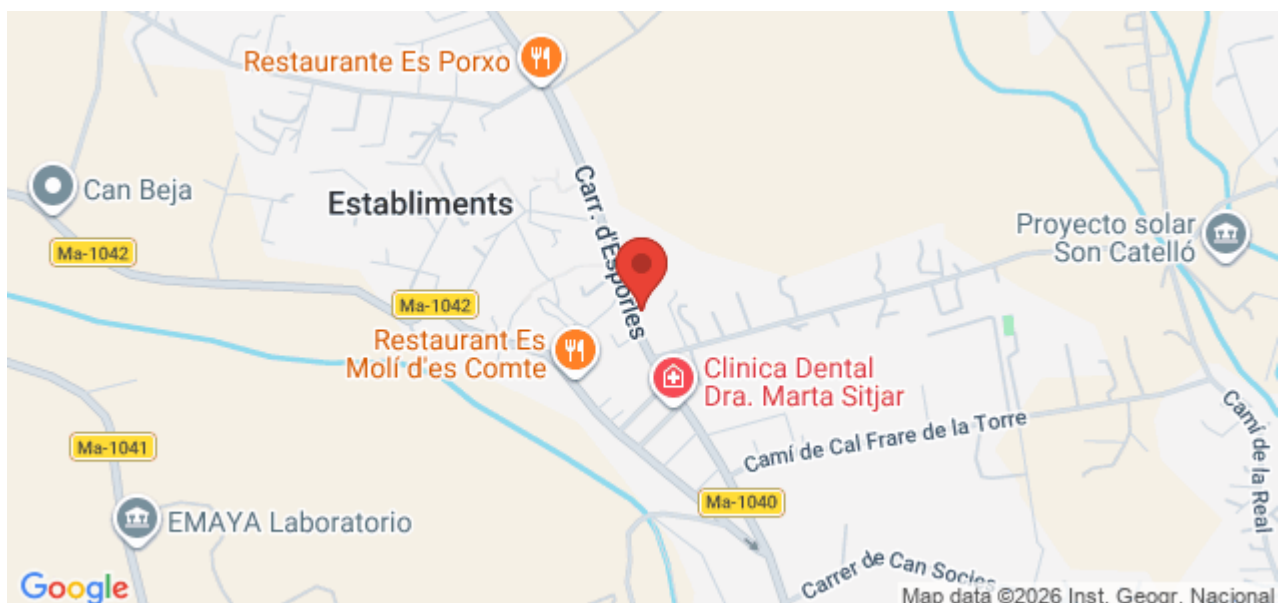 Restaurante Es Porxo
Can Beja
Establiments
Carr. d'Esporles
Proyecto solar
Son Catelló
Ma-1042
Ma-1042
Restaurant Es
Molí d'es Comte
Clinica Dental
Dra. Marta Sitjar
Camí de Cal Frare de la Torre
Camí de la Real
Ma-1041
Ma-1040
EMAYA Laboratorio
Carrer de Can Socies
Google
Map data ©2026 Inst. Geogr. Nacional